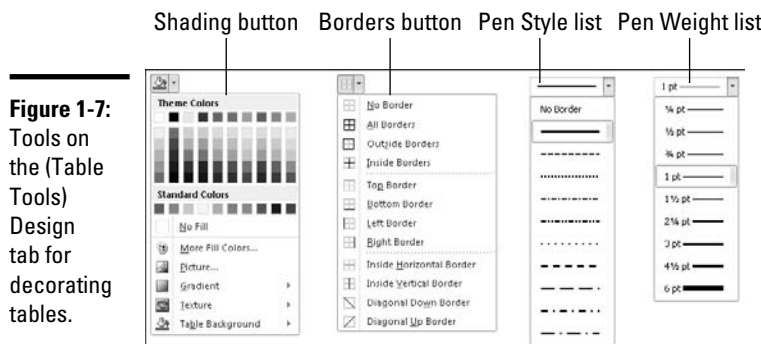 Shading button
Borders button
Pen Style list
Pen Weight list
Figure 1-7:
Tools on
the (Table
Tools)
Design
tab for
decorating
tables.
Theme Colors
Standard Colors
No Fill
More Fill Colors...
Picture...
Gradient
Texture
Table Background
No Border
All Borders
Outside Borders
Inside Borders
Top Border
Bottom Border
Left Border
Right Border
Inside Horizontal Border
Inside Vertical Border
Diagonal Down Border
Diagonal Up Border
No Border
1 pt
¼ pt
½ pt
¾ pt
1 pt
1½ pt
2¼ pt
3 pt
4½ pt
6 pt